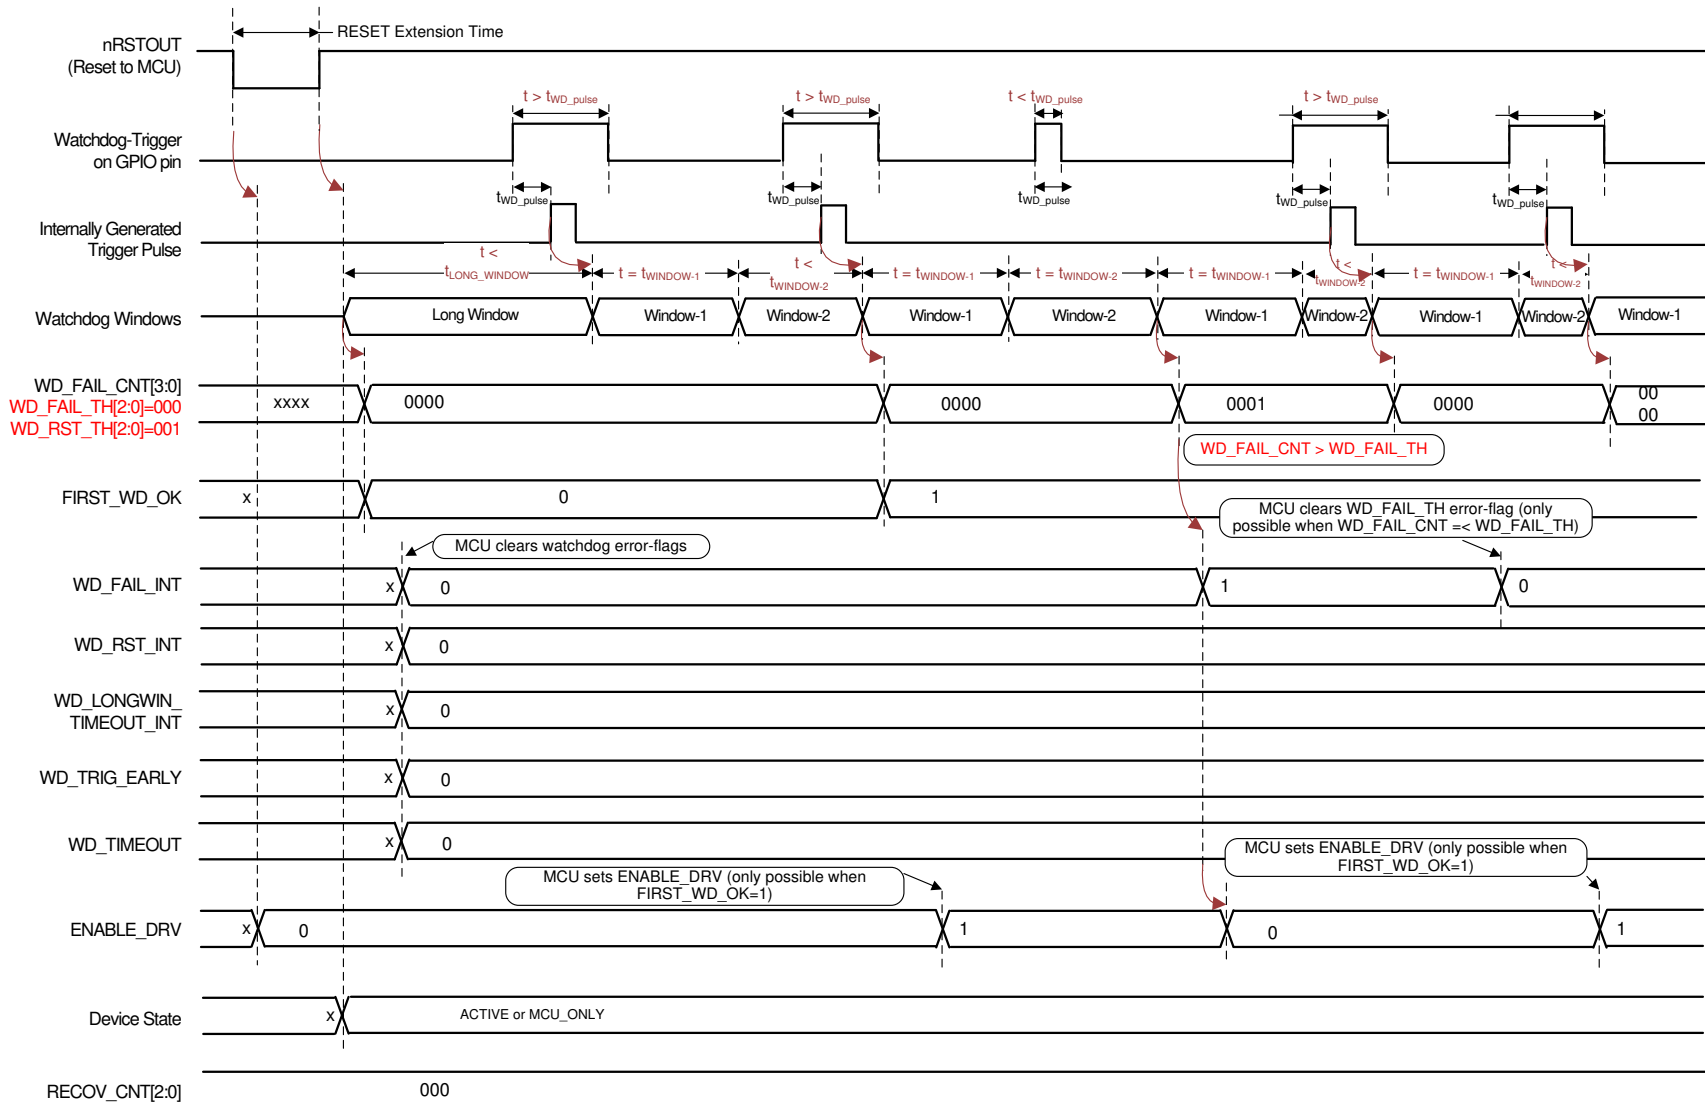 RESET Extension Time
nRSTOUT
(Reset to MCU)
t > tWD_pulse
t > tWD_pulse
t < tWD_pulse
t > tWD_pulse
Watchdog-Trigger
on GPIO pin
tWD_pulse
tWD_pulse
tWD_pulse
tWD_pulse
tWD_pulse
Internally Generated
Trigger Pulse
t <
tLONG_WINDOW
t = tWINDOW-1
t <
tWINDOW-2
t = tWINDOW-1
t = tWINDOW-2
t = tWINDOW-1
t <
tWINDOW-2
t = tWINDOW-1
t <
tWINDOW-2
Watchdog Windows
Long Window
Window-1
Window-2
Window-1
Window-2
Window-1
Window-2
Window-1
Window-2
Window-1
WD_FAIL_CNT[3:0]
WD_FAIL_TH[2:0]=000
WD_RST_TH[2:0]=001
xxxx
0000
0000
0001
0000
00
00
WD_FAIL_CNT > WD_FAIL_TH
FIRST_WD_OK
x
0
1
MCU clears WD_FAIL_TH error-flag (only
possible when WD_FAIL_CNT =< WD_FAIL_TH)
MCU clears watchdog error-flags
WD_FAIL_INT
x
0
1
0
WD_RST_INT
x
0
WD_LONGWIN_
TIMEOUT_INT
x
0
WD_TRIG_EARLY
x
0
WD_TIMEOUT
x
0
MCU sets ENABLE_DRV (only possible when
FIRST_WD_OK=1)
MCU sets ENABLE_DRV (only possible when
FIRST_WD_OK=1)
ENABLE_DRV
x
0
1
0
1
Device State
x
ACTIVE or MCU_ONLY
RECOV_CNT[2:0]
000